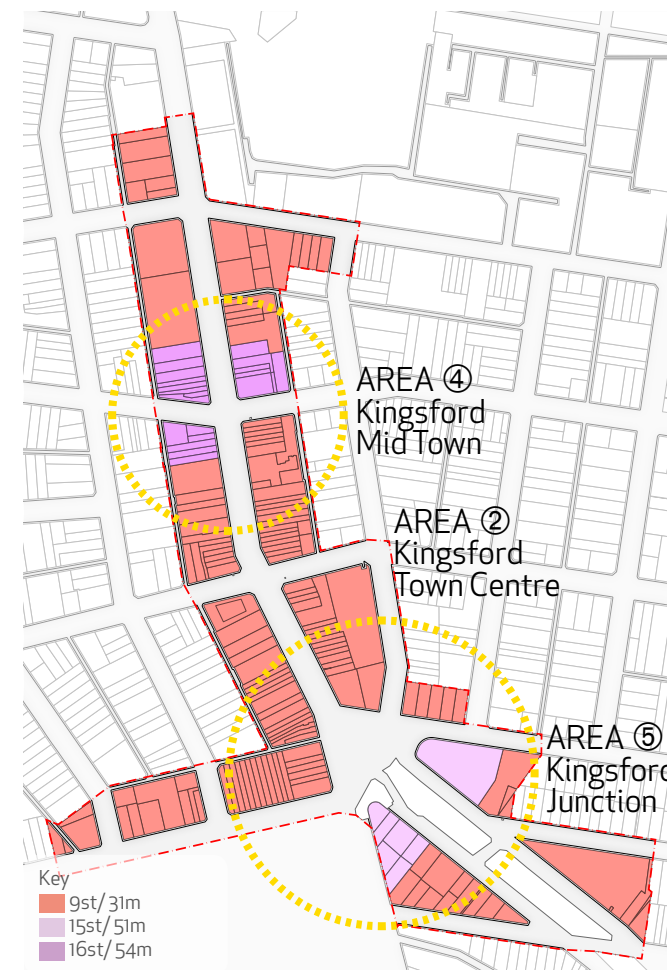 AREA ④
Kingsford
Mid Town
AREA ②
Kingsford
Town Centre
AREA ⑤
Kingsford
Junction
Key
9st/31m
15st/51m
16st/54m